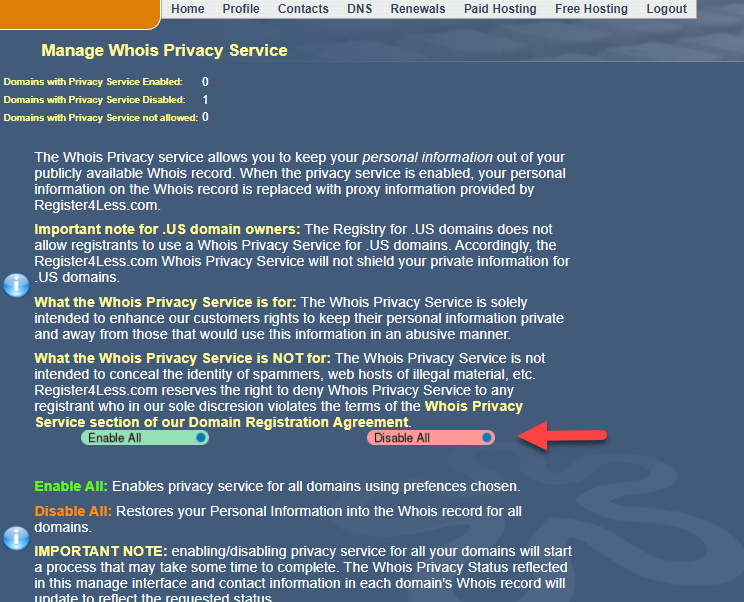 Home Profile Contacts DNS Renewals Paid Hosting Free Hosting Logout
Manage Whois Privacy Service
Domains with Privacy Service Enabled: 0
Domains with Privacy Service Disabled: 1
Domains with Privacy Service not allowed: 0
The Whois Privacy service allows you to keep your personal information out of your
publicly available Whois record. When the privacy service is enabled, your personal
information on the Whois record is replaced with proxy information provided by
Register4Less.com.
Important note for .US domain owners: The Registry for .US domains does not
allow registrants to use a Whois Privacy Service for .US domains. Accordingly, the
Register4Less.com Whois Privacy Service will not shield your private information for
.US domains.
What the Whois Privacy Service is for: The Whois Privacy Service is solely
intended to enhance our customers rights to keep their personal information private
and away from those that would use this information in an abusive manner.
What the Whois Privacy Service is NOT for: The Whois Privacy Service is not
intended to conceal the identity of spammers, web hosts of illegal material, etc.
Register4Less.com reserves the right to deny Whois Privacy Service to any
registrant who in our sole discresion violates the terms of the Whois Privacy
Service section of our Domain Registration Agreement.
Enable All Disable All
Enable All: Enables privacy service for all domains using prefences chosen.
Disable All: Restores your Personal Information into the Whois record for all
domains.
IMPORTANT NOTE: enabling/disabling privacy service for all your domains will start
a process that may take some time to complete. The Whois Privacy Status reflected
in this manage interface and contact information in each domain's Whois record will
update to reflect the requested status.